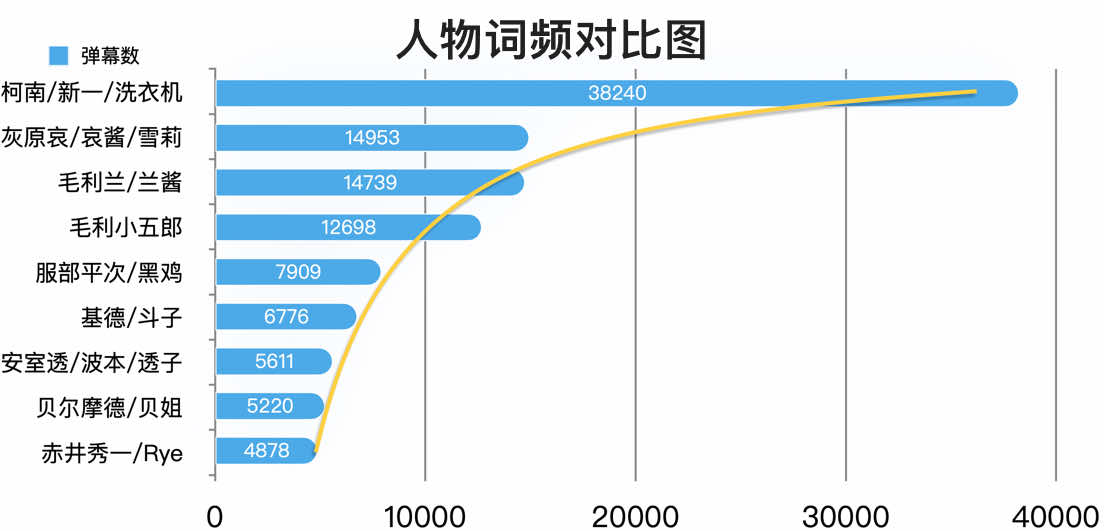 人物词频对比图
弹幕数
柯南/新一/洗衣机
38240
灰原哀/哀酱/雪莉
14953
毛利兰/兰酱
14739
毛利小五郎
12698
服部平次/黑鸡
7909
基德/斗子
6776
安室透/波本/透子
5611
贝尔摩德/贝姐
5220
赤井秀一/Rye
4878
0 10000 20000 30000 40000